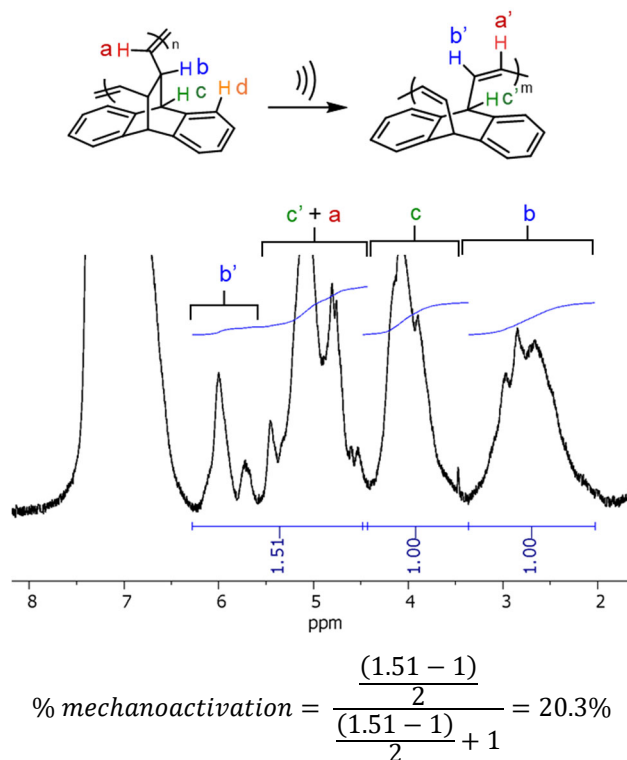 a H n
H b
H c H d
b' a'
H H
H c' m
c' + a c b
b'
1.51 1.00 1.00
8 7 6 5 4 3 2
ppm
% mechanoactivation = ((1.51 − 1)/2)/((1.51 − 1)/2 + 1) = 20.3%